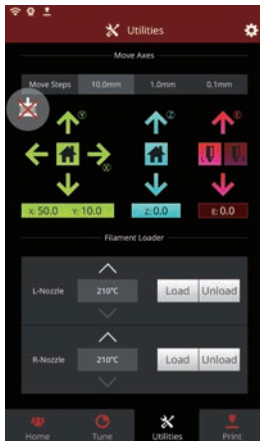 Utilities
Move Axes
Move Steps 10.0mm 1.0mm 0.1mm
Y Z E
X
X: 50.0 Y: 10.0 Z: 0.0 E: 0.0
Filament Loader
L-Nozzle 210°C Load Unload
R-Nozzle 210°C Load Unload
Home Tune Utilities Print